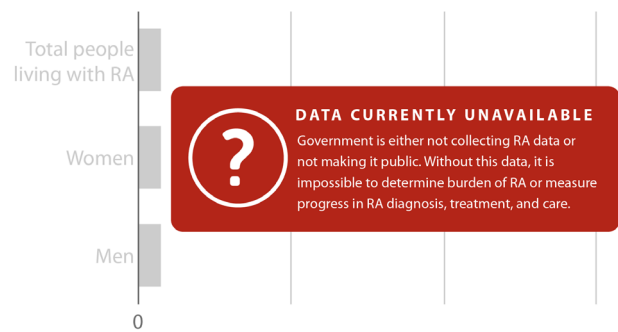 Total people
living with RA
DATA CURRENTLY UNAVAILABLE
?
Government is either not collecting RA data or
not making it public. Without this data, it is
impossible to determine burden of RA or measure
progress in RA diagnosis, treatment, and care.
Women
Men
0